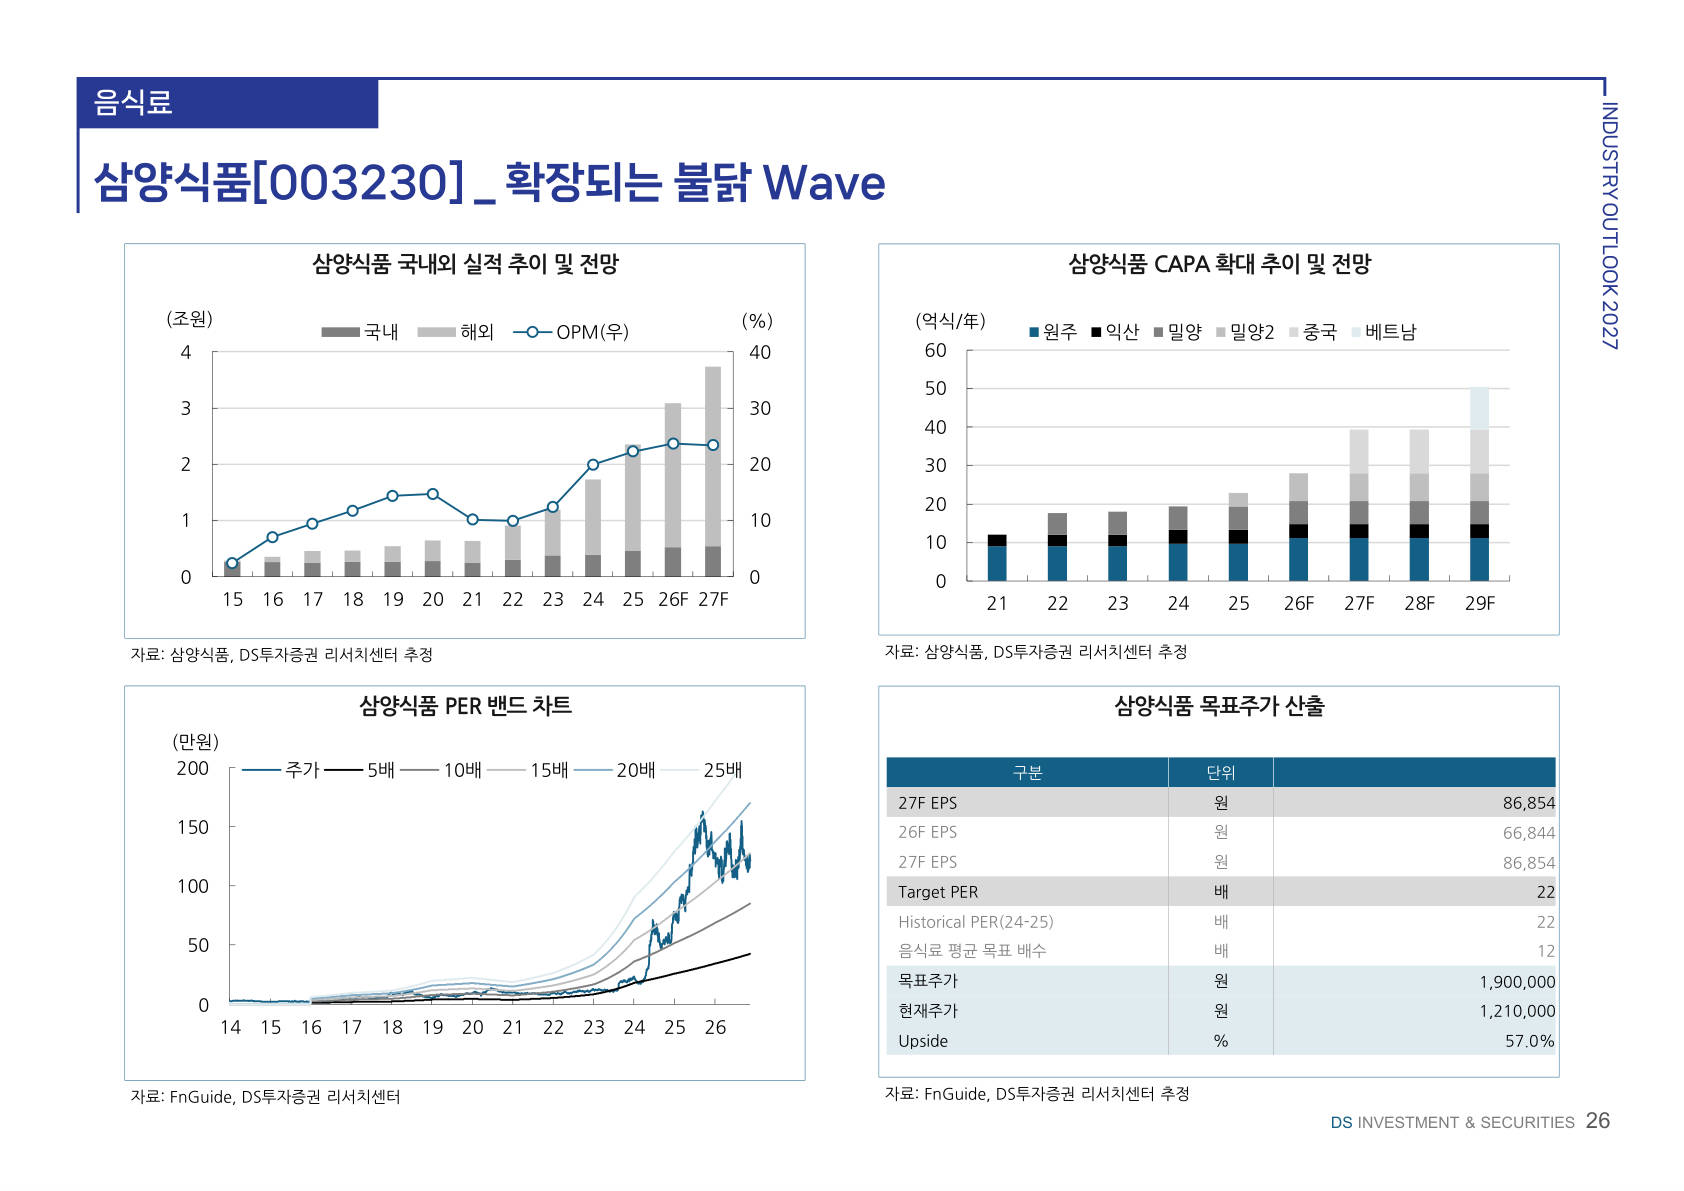 음식료
삼양식품[003230] _ 확장되는 불닭 Wave
INDUSTRY OUTLOOK 2027
삼양식품 국내외 실적 추이 및 전망
(조원)
(%)
국내 해외 OPM(우)
4 40
3 30
2 20
1 10
0 0
15 16 17 18 19 20 21 22 23 24 25 26F 27F
자료: 삼양식품, DS투자증권 리서치센터 추정
삼양식품 CAPA 확대 추이 및 전망
(억식/年)
원주 익산 밀양 밀양2 중국 베트남
60
50
40
30
20
10
0
21 22 23 24 25 26F 27F 28F 29F
자료: 삼양식품, DS투자증권 리서치센터 추정
삼양식품 PER 밴드 차트
(만원)
주가 5배 10배 15배 20배 25배
200
150
100
50
0
14 15 16 17 18 19 20 21 22 23 24 25 26
자료: FnGuide, DS투자증권 리서치센터
삼양식품 목표주가 산출
구분 단위
27F EPS 원 86,854
26F EPS 원 66,844
27F EPS 원 86,854
Target PER 배 22
Historical PER(24-25) 배 22
음식료 평균 목표 배수 배 12
목표주가 원 1,900,000
현재주가 원 1,210,000
Upside % 57.0%
자료: FnGuide, DS투자증권 리서치센터 추정
DS INVESTMENT & SECURITIES 26